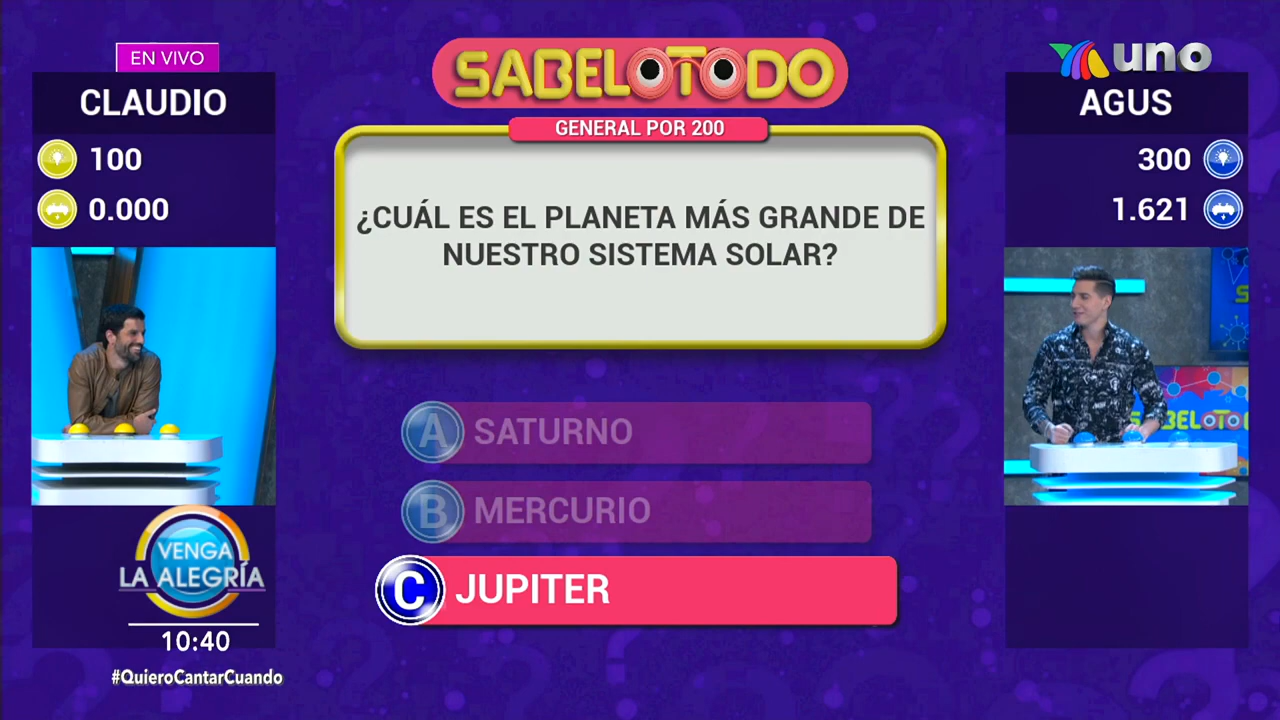 EN VIVO
CLAUDIO
100
0.000
SABELOTODO
GENERAL POR 200
¿CUÁL ES EL PLANETA MÁS GRANDE DE
NUESTRO SISTEMA SOLAR?
A SATURNO
B MERCURIO
C JUPITER
uno
AGUS
300
1.621
SABELOTO
VENGA
LA ALEGRÍA
10:40
#QuieroCantarCuando